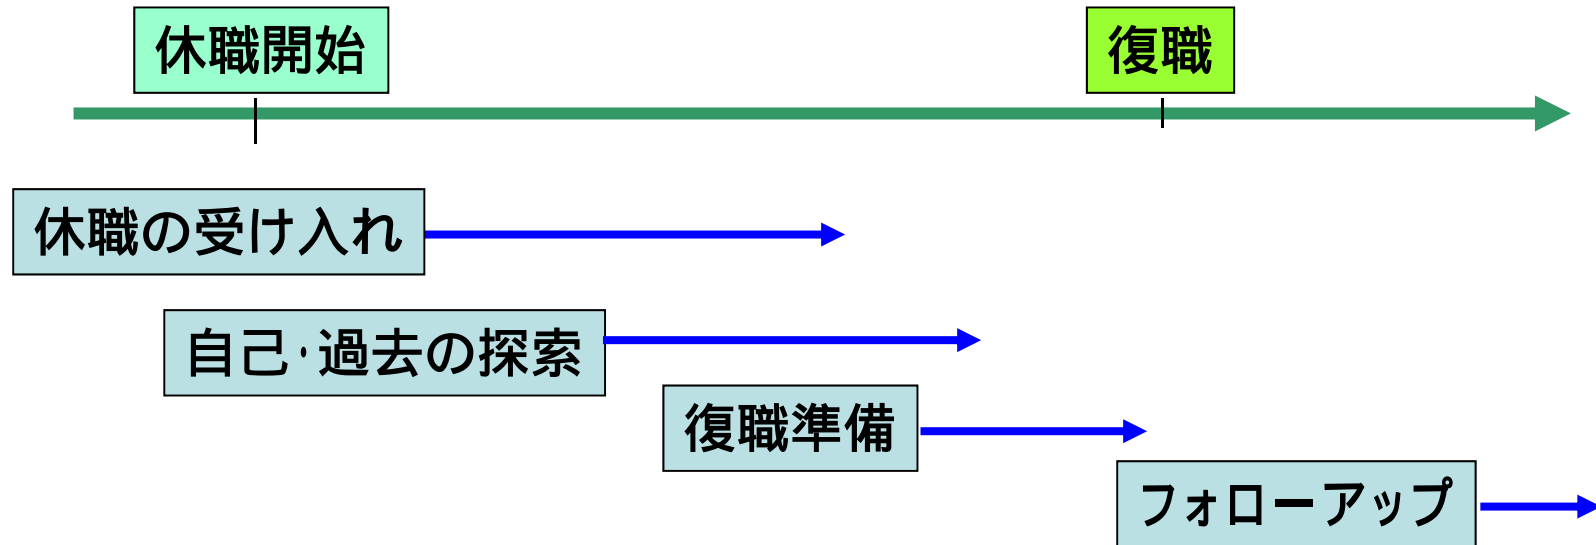 休職開始
復職
休職の受け入れ
自己・過去の探索
復職準備
フォローアップ